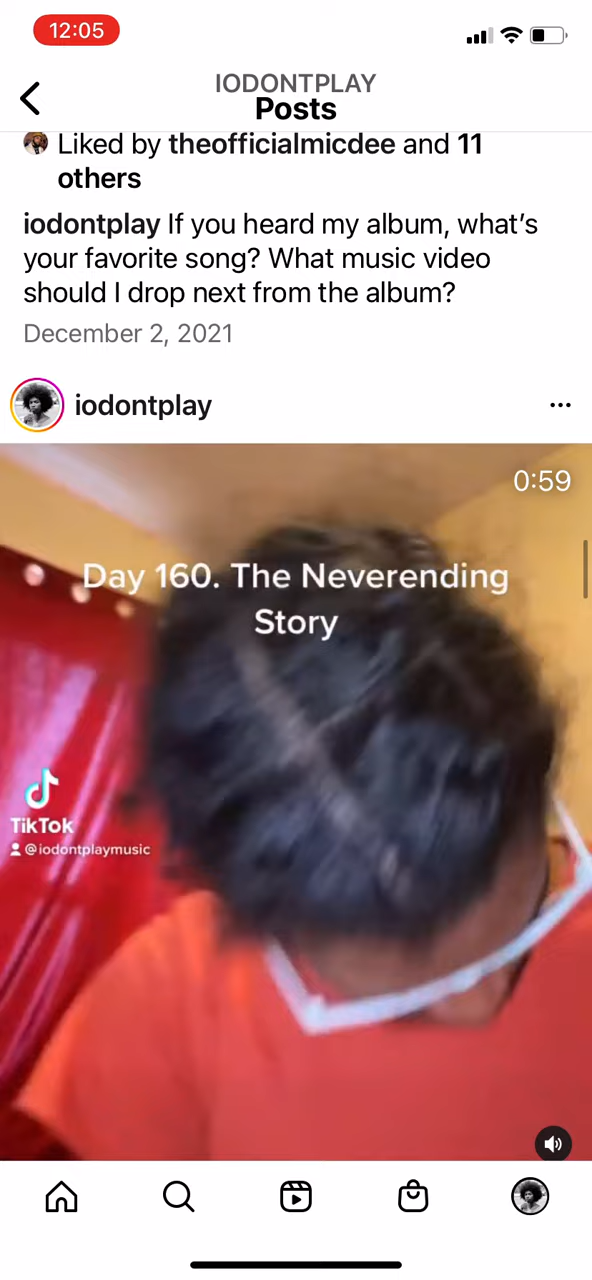 12:05
IODONTPLAY
Posts
Liked by theofficialmicdee and 11
others
iodontplay If you heard my album, what's
your favorite song? What music video
should I drop next from the album?
December 2, 2021
iodontplay
0:59
Day 160. The Neverending
Story
TikTok
@iodontplaymusic